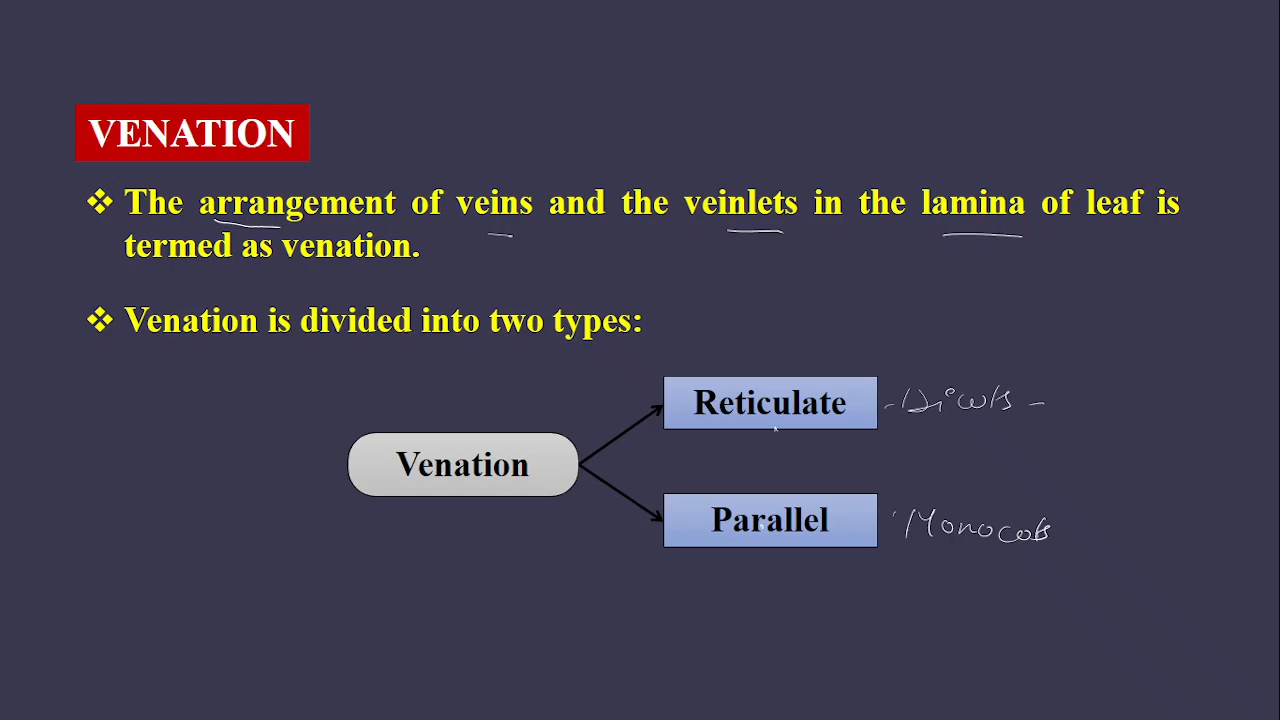 VENATION
❖ The arrangement of veins and the veinlets in the lamina of leaf is
termed as venation.
❖ Venation is divided into two types:
Reticulate - Dicots -
Venation
Parallel Monocots